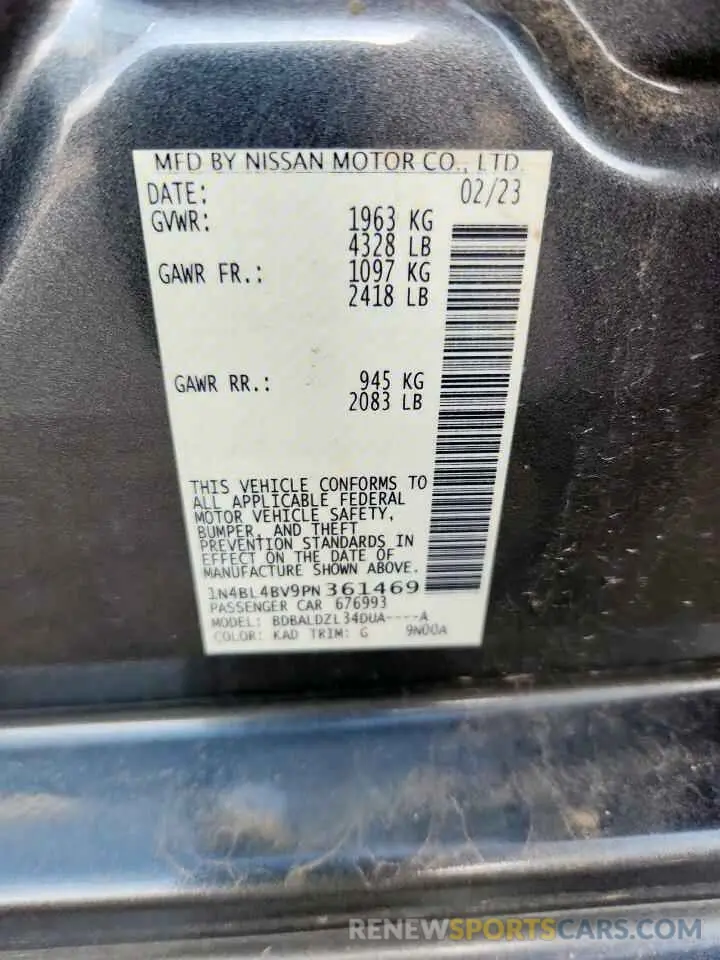 MFD BY NISSAN MOTOR CO., LTD.
DATE: 02/23
GVWR: 1963 KG
4328 LB
GAWR FR.: 1097 KG
2418 LB
GAWR RR.: 945 KG
2083 LB
THIS VEHICLE CONFORMS TO
ALL APPLICABLE FEDERAL
MOTOR VEHICLE SAFETY,
BUMPER, AND THEFT
PREVENTION STANDARDS IN
EFFECT ON THE DATE OF
MANUFACTURE SHOWN ABOVE.
1N4BL4BV9PN361469
PASSENGER CAR 676993
MODEL: BDBALDZL34DUA----A
COLOR: KAD TRIM: G 9N00A
RENEWSPORTSCARS.COM